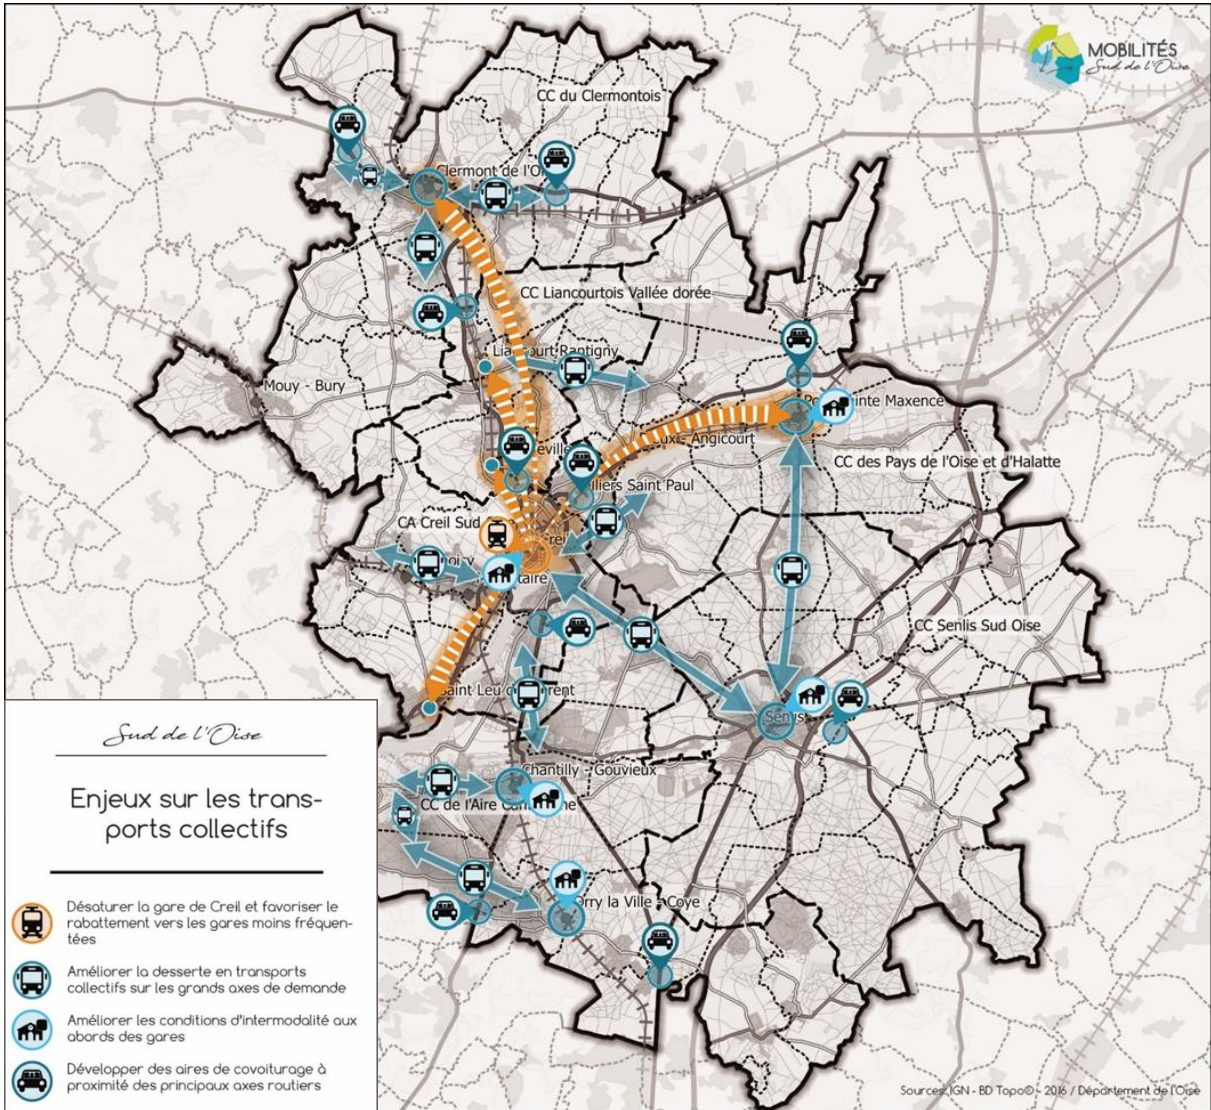 MOBILITÉS
Sud de l'Oise
CC du Clermontois
Clermont de l'O
CC Liancourtois Vallée dorée
Mouy - Bury
inte Maxence
Angicourt
CC des Pays de l'Oise et d'Halatte
lliers Saint Paul
CA Creil Sud
CC Senlis Sud Oise
Saint Leu d
Chantilly - Gouvieux
CC de l'Aire
Orry la Ville - Coye
Sud de l'Oise
Enjeux sur les trans-
ports collectifs
Désaturer la gare de Creil et favoriser le
rabattement vers les gares moins fréquen-
tées
Améliorer la desserte en transports
collectifs sur les grands axes de demande
Améliorer les conditions d'intermodalité aux
abords des gares
Développer des aires de covoiturage à
proximité des principaux axes routiers
Sources: IGN - BD Topo© - 2016 / Département de l'Oise